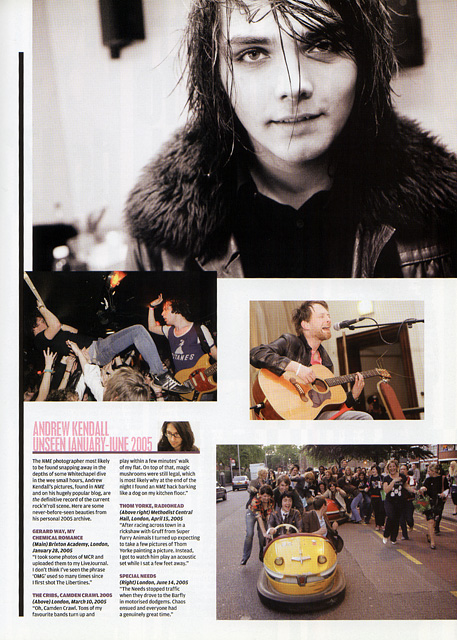 ANDREW KENDALL
UNSEEN JANUARY-JUNE 2005
The NME photographer most likely
to be found snapping away in the
depths of some Whitechapel dive
in the wee small hours, Andrew
Kendall's pictures, found in NME
and on his hugely popular blog, are
the definitive record of the current
rock'n'roll scene. Here are some
never-before-seen beauties from
his personal 2005 archive.
GERARD WAY, MY
CHEMICAL ROMANCE
(Main) Brixton Academy, London,
January 28, 2005
"I took some photos of MCR and
uploaded them to my LiveJournal.
I don't think I've seen the phrase
'OMG' used so many times since
I first shot The Libertines."
THE CRIBS, CAMDEN CRAWL 2005
(Above) London, March 10, 2005
"Oh, Camden Crawl. Tons of my
favourite bands turn up and
play within a few minutes' walk
of my flat. On top of that, magic
mushrooms were still legal, which
is most likely why at the end of the
night I found an NME hack barking
like a dog on my kitchen floor."
THOM YORKE, RADIOHEAD
(Above right) Methodist Central
Hall, London, April 15, 2005
"After racing across town in a
rickshaw with Gruff from Super
Furry Animals I turned up expecting
to take a few pictures of Thom
Yorke painting a picture. Instead,
I got to watch him play an acoustic
set while I sat a few feet away."
SPECIAL NEEDS
(Right) London, June 14, 2005
"The Needs stopped traffic
when they drove to the Barfly
in motorised dodgems. Chaos
ensued and everyone had
a genuinely great time."